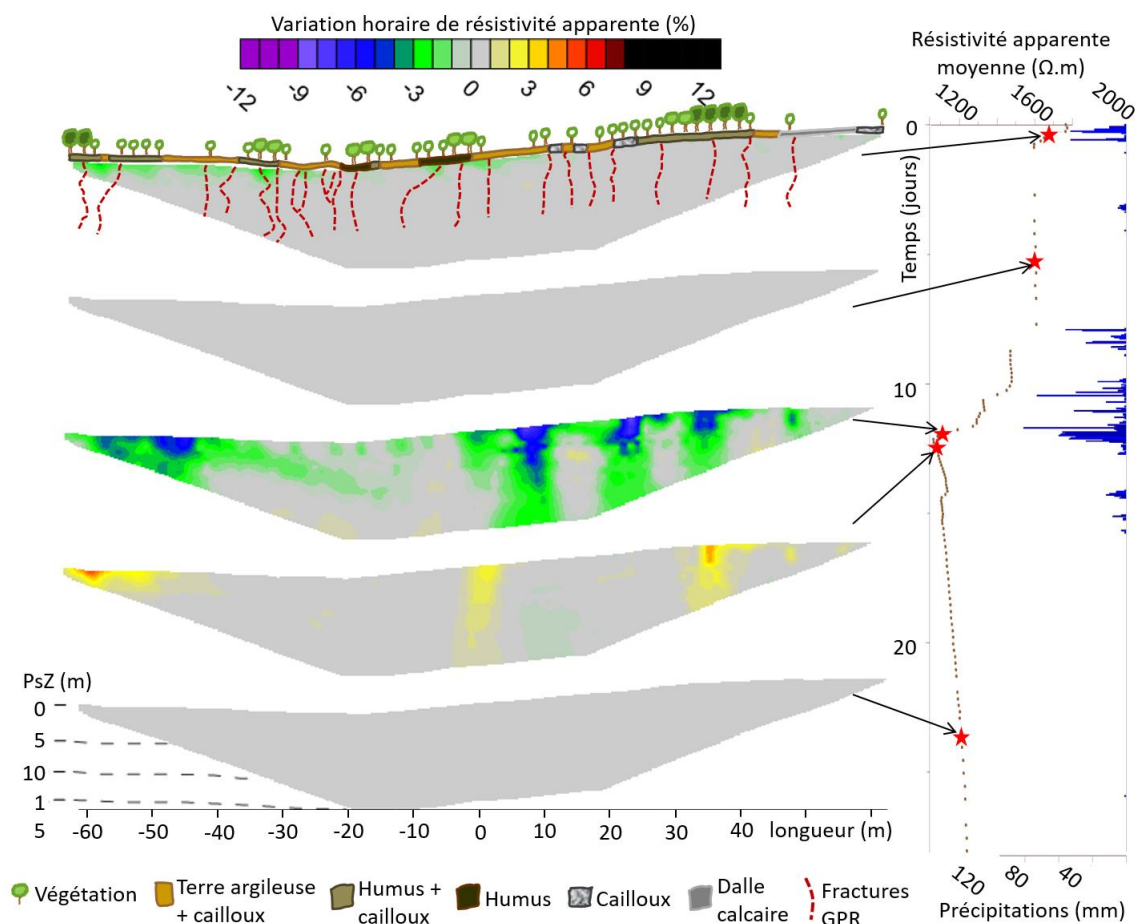 Variation horaire de résistivité apparente (%)
-12 -9 -6 -3 0 3 6 9 12
Résistivité apparente
moyenne (Ω.m)
1200 1600 2000
0
10
20
Temps (jours)
PsZ (m)
0
5
10
1
5
-60 -50 -40 -30 -20 -10 0 10 20 30 40 longueur (m)
120 80 40
Précipitations (mm)
Végétation
Terre argileuse
+ cailloux
Humus +
cailloux
Humus
Cailloux
Dalle
calcaire
Fractures
GPR